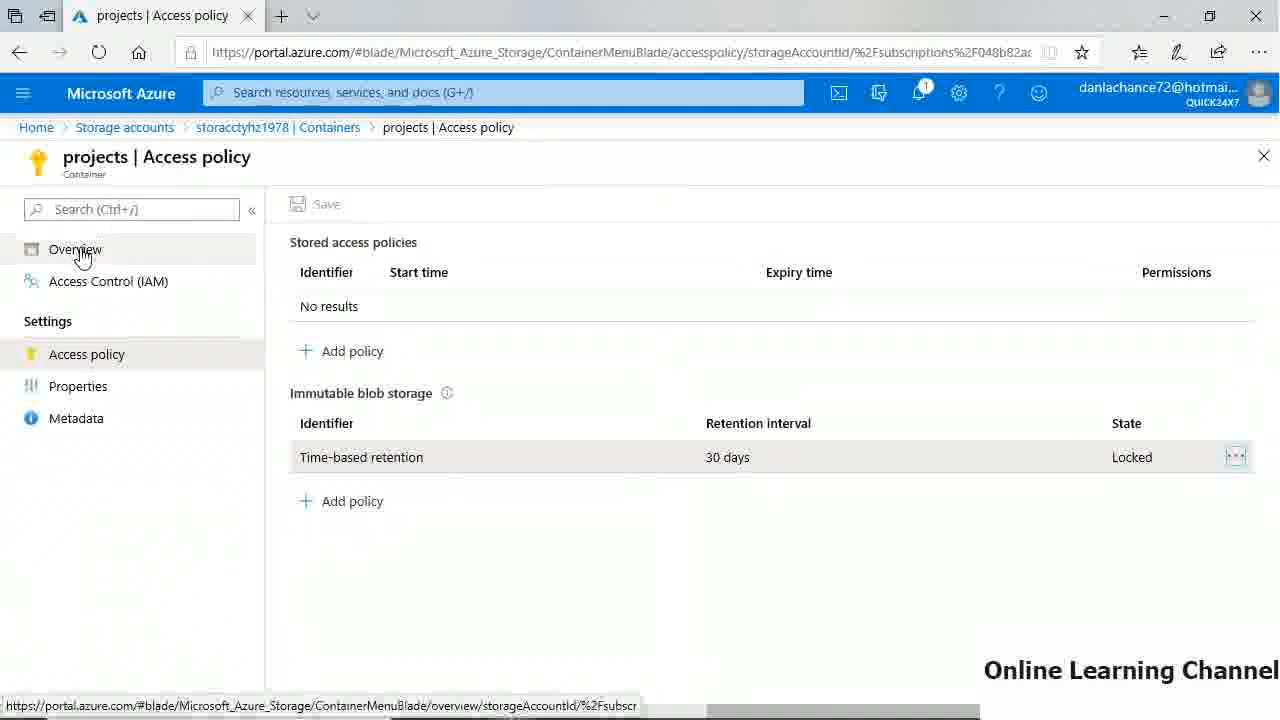 projects | Access policy
https://portal.azure.com/#blade/Microsoft_Azure_Storage/ContainerMenuBlade/accesspolicy/storageAccountId/%2Fsubscriptions%2F048b82ac
Microsoft Azure
Search resources, services, and docs (G+/)
1
danlachance72@hotmai...
QUICK24X7
Home > Storage accounts > storacctyhz1978 | Containers > projects | Access policy
projects | Access policy
Container
Search (Ctrl+/)
«
Save
Overview
Access Control (IAM)
Settings
Access policy
Properties
Metadata
Stored access policies
Identifier Start time Expiry time Permissions
No results
+ Add policy
Immutable blob storage
Identifier Retention interval State
Time-based retention 30 days Locked ...
+ Add policy
Online Learning Channel
https://portal.azure.com/#blade/Microsoft_Azure_Storage/ContainerMenuBlade/overview/storageAccountId/%2Fsubscr